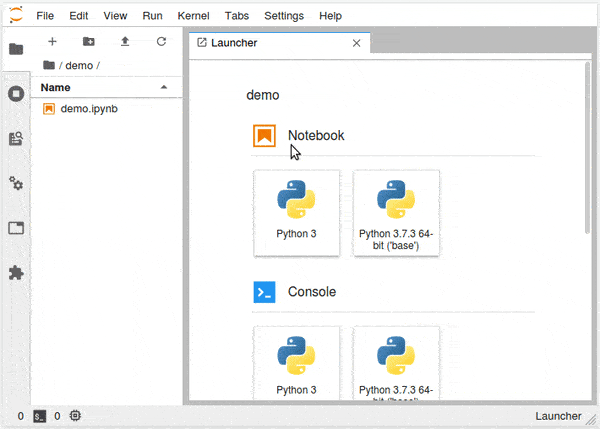 File Edit View Run Kernel Tabs Settings Help
Launcher
/ demo /
Name
demo.ipynb
demo
Notebook
Python 3
Python 3.7.3 64-
bit ('base')
Console
Python 3
Python 3.7.3 64-
bit ('base')
0 0 Launcher